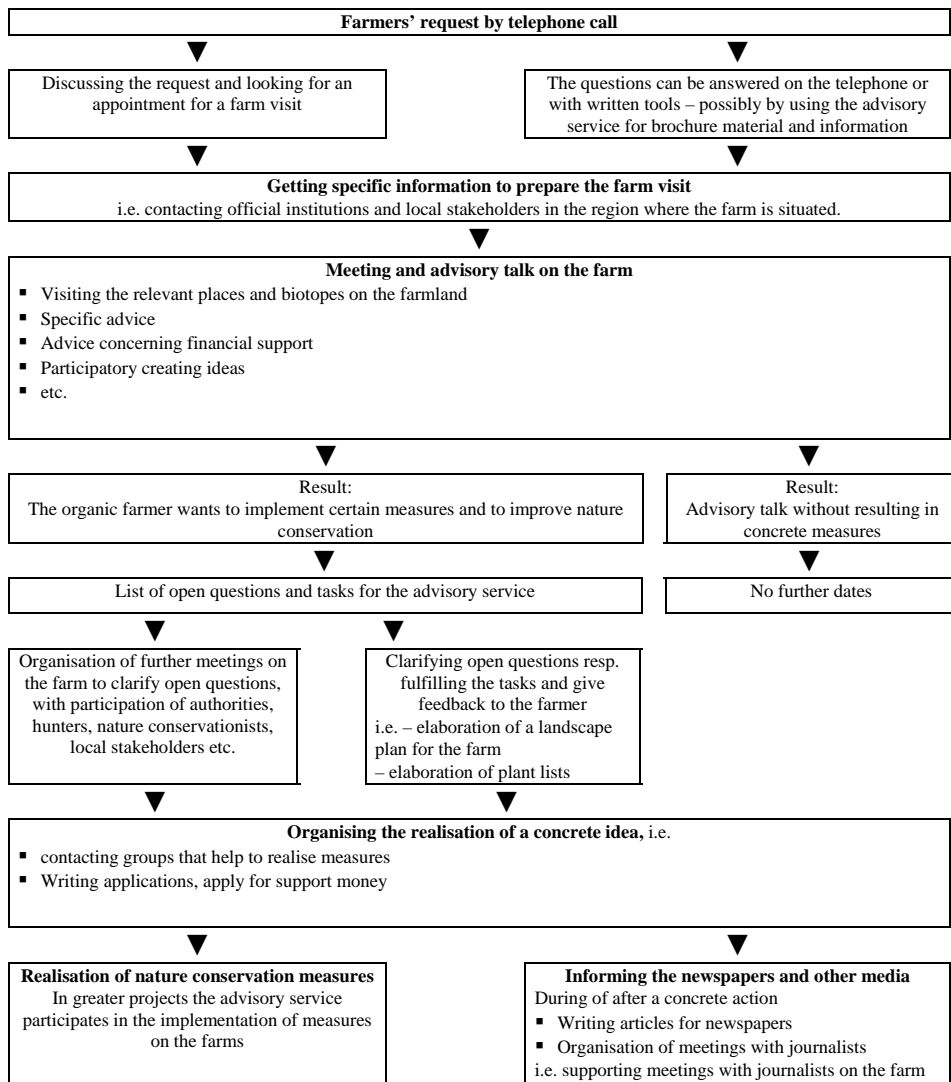 Farmers' request by telephone call
Discussing the request and looking for an
appointment for a farm visit
The questions can be answered on the telephone or
with written tools – possibly by using the advisory
service for brochure material and information
Getting specific information to prepare the farm visit
i.e. contacting official institutions and local stakeholders in the region where the farm is situated.
Meeting and advisory talk on the farm
▪ Visiting the relevant places and biotopes on the farmland
▪ Specific advice
▪ Advice concerning financial support
▪ Participatory creating ideas
▪ etc.
Result:
The organic farmer wants to implement certain measures and to improve nature
conservation
Result:
Advisory talk without resulting in
concrete measures
List of open questions and tasks for the advisory service
No further dates
Organisation of further meetings on
the farm to clarify open questions,
with participation of authorities,
hunters, nature conservationists,
local stakeholders etc.
Clarifying open questions resp.
fulfilling the tasks and give
feedback to the farmer
i.e. – elaboration of a landscape
plan for the farm
– elaboration of plant lists
Organising the realisation of a concrete idea, i.e.
▪ contacting groups that help to realise measures
▪ Writing applications, apply for support money
Realisation of nature conservation measures
In greater projects the advisory service
participates in the implementation of measures
on the farms
Informing the newspapers and other media
During of after a concrete action
▪ Writing articles for newspapers
▪ Organisation of meetings with journalists
i.e. supporting meetings with journalists on the farm